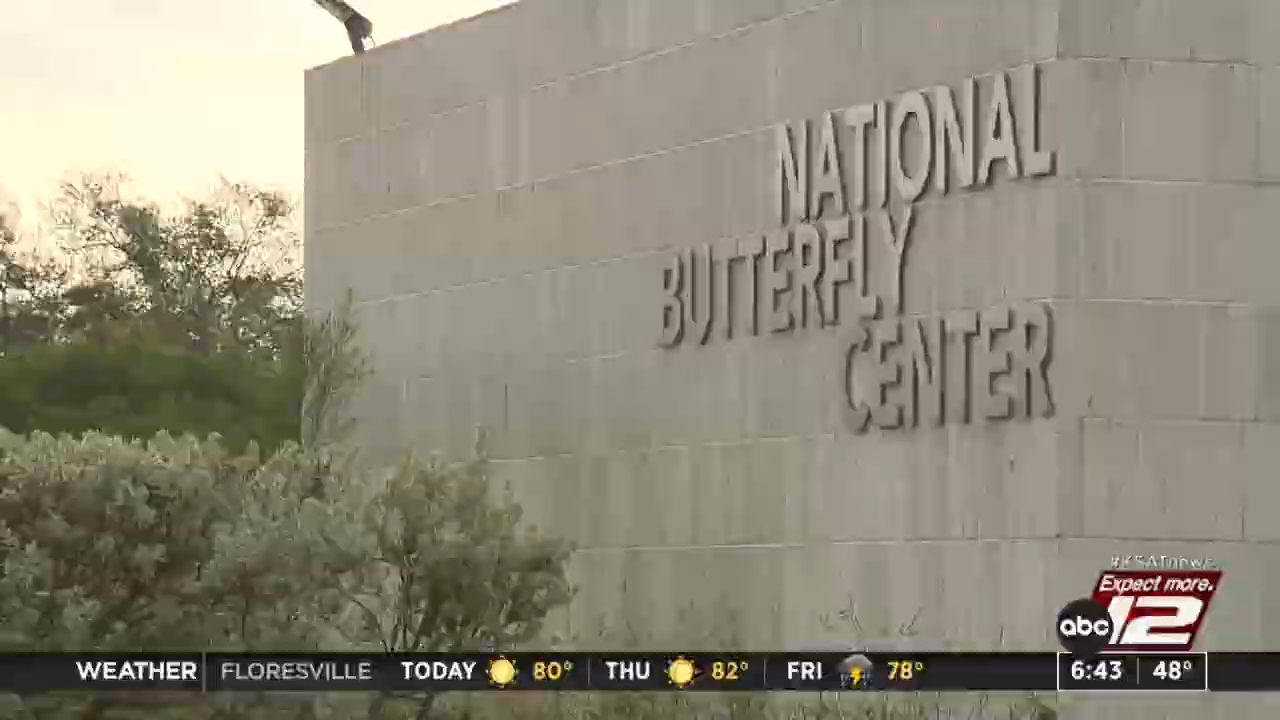 NATIONAL
BUTTERFLY
CENTER
#KSATnews
Expect more.
abc 12
WEATHER FLORESVILLE TODAY 80° THU 82° FRI 78° 6:43 48°